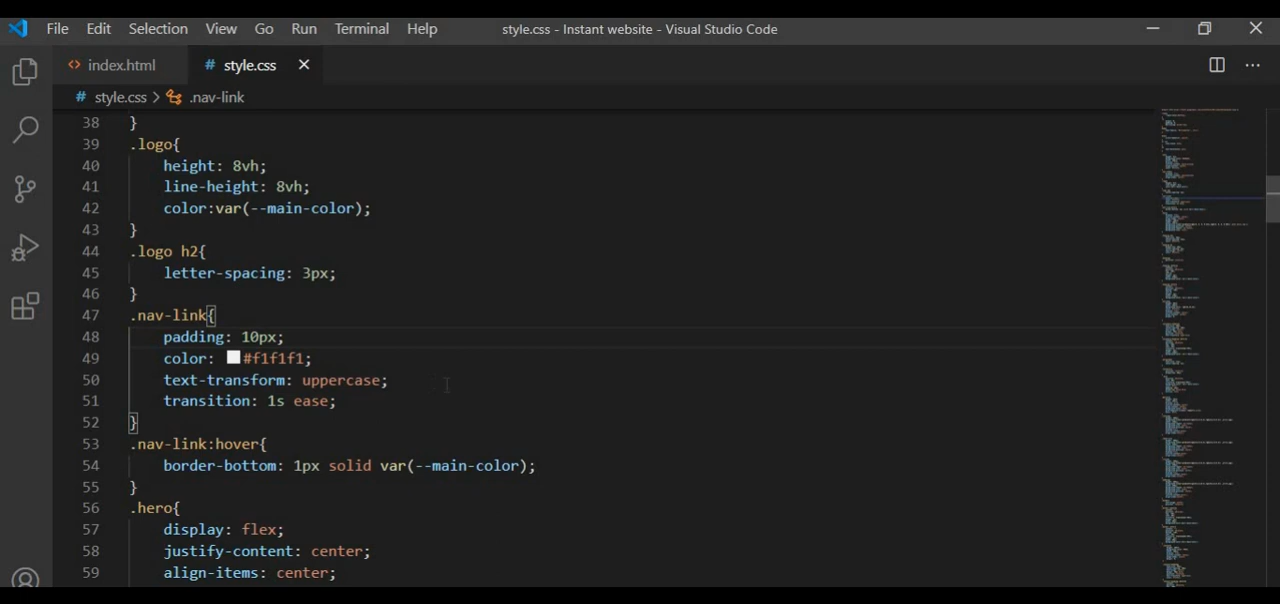 File Edit Selection View Go Run Terminal Help style.css - Instant website - Visual Studio Code
<> index.html # style.css ×
# style.css > .nav-link
38 }
39 .logo{
40 height: 8vh;
41 line-height: 8vh;
42 color:var(--main-color);
43 }
44 .logo h2{
45 letter-spacing: 3px;
46 }
47 .nav-link{
48 padding: 10px;
49 color: #f1f1f1;
50 text-transform: uppercase;
51 transition: 1s ease;
52 }
53 .nav-link:hover{
54 border-bottom: 1px solid var(--main-color);
55 }
56 .hero{
57 display: flex;
58 justify-content: center;
59 align-items: center;